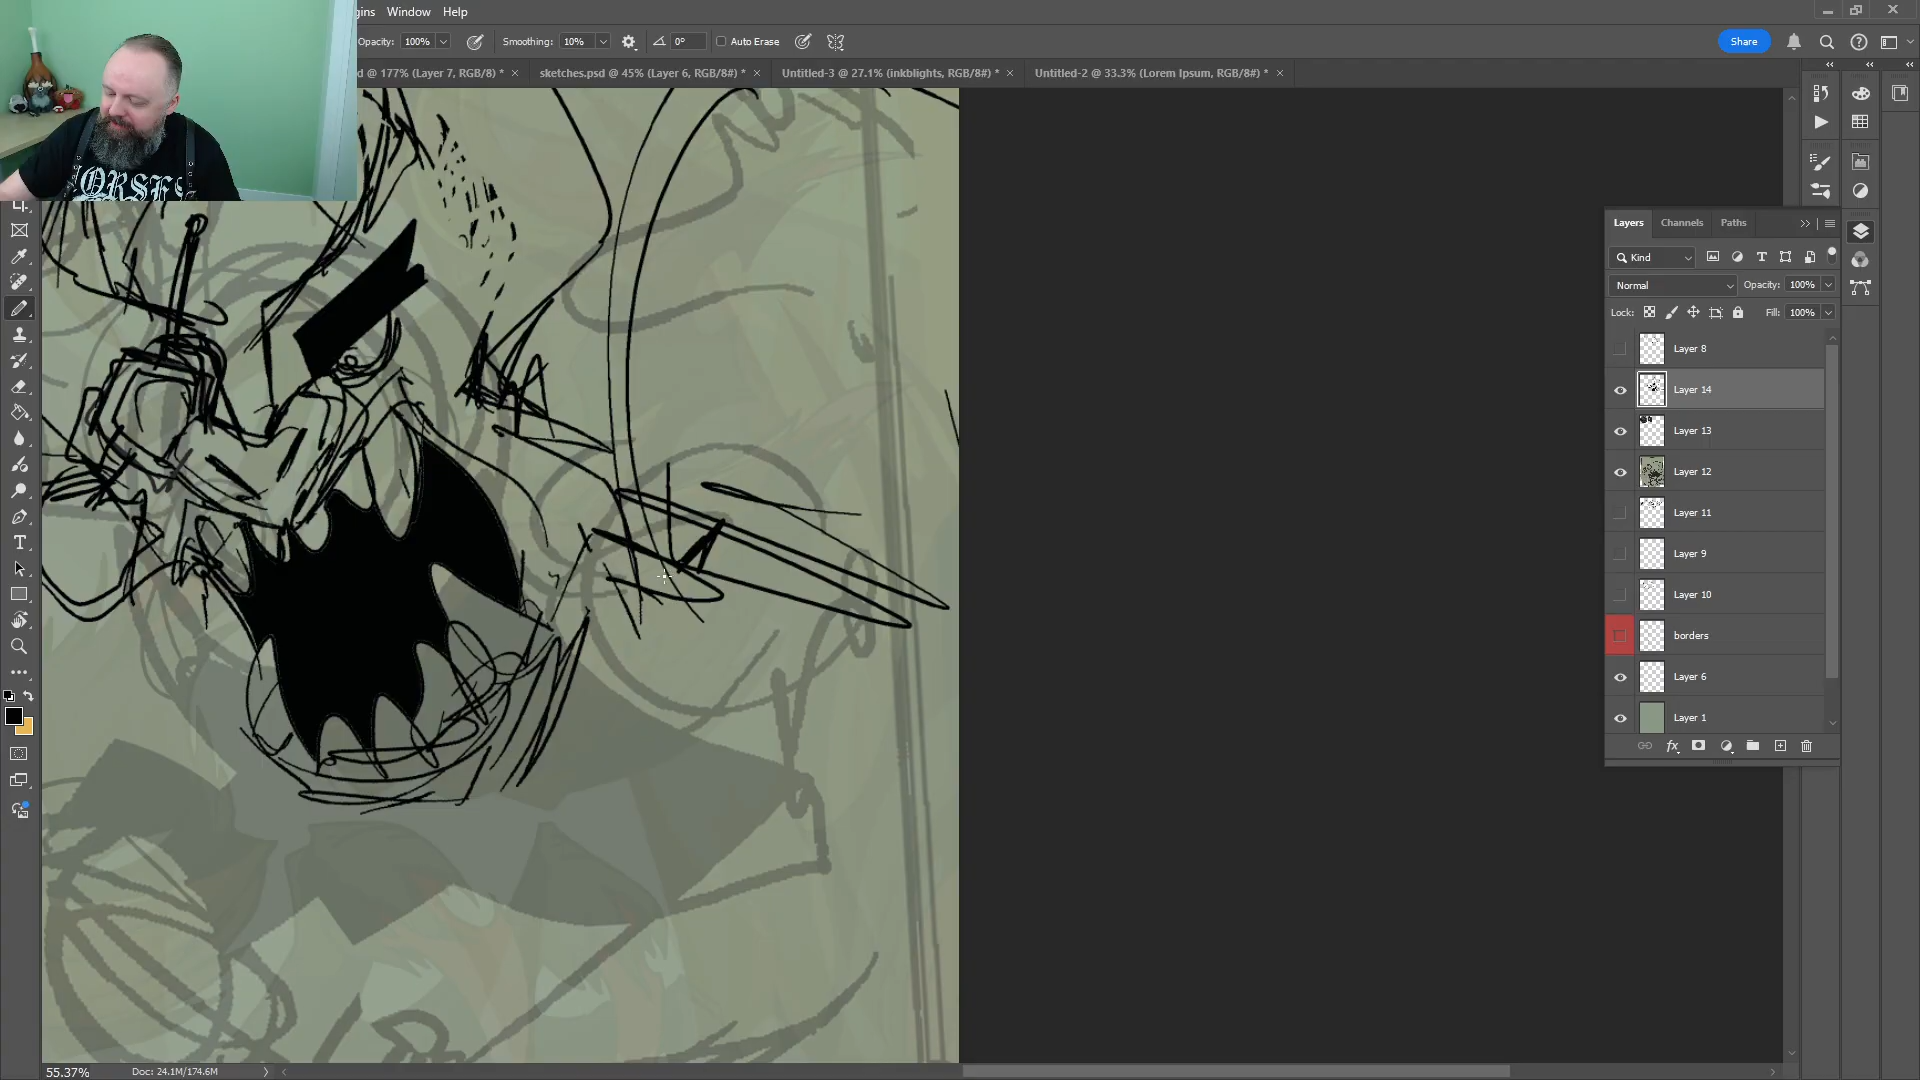 gins Window Help
Opacity: 100% Smoothing: 10% 0° Auto Erase Share
d @ 177% (Layer 7, RGB/8) * × sketches.psd @ 45% (Layer 6, RGB/8#) * × Untitled-3 @ 27.1% (inkblights, RGB/8#) * × Untitled-2 @ 33.3% (Lorem Ipsum, RGB/8#) * ×
Layers Channels Paths
Kind
Normal Opacity: 100%
Lock: Fill: 100%
Layer 8
Layer 14
Layer 13
Layer 12
Layer 11
Layer 9
Layer 10
borders
Layer 6
Layer 1
fx
55.37% Doc: 24.1M/174.6M